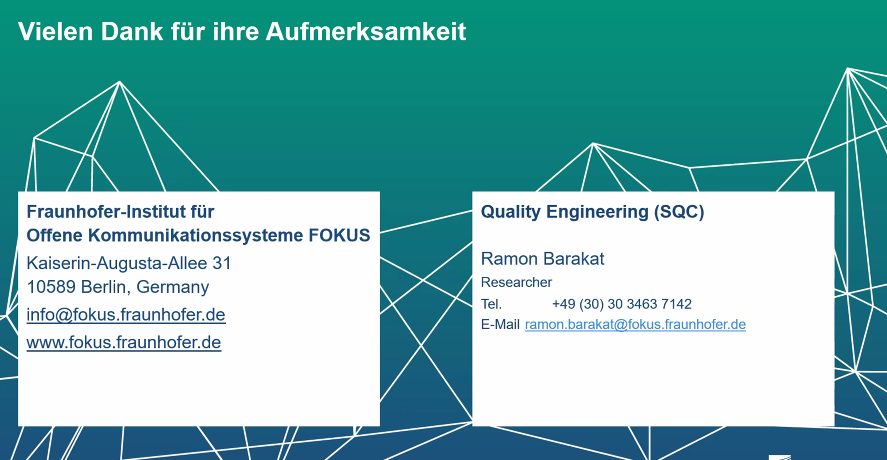 Vielen Dank für ihre Aufmerksamkeit
Fraunhofer-Institut für
Offene Kommunikationssysteme FOKUS
Kaiserin-Augusta-Allee 31
10589 Berlin, Germany
info@fokus.fraunhofer.de
www.fokus.fraunhofer.de
Quality Engineering (SQC)
Ramon Barakat
Researcher
Tel. +49 (30) 30 3463 7142
E-Mail ramon.barakat@fokus.fraunhofer.de